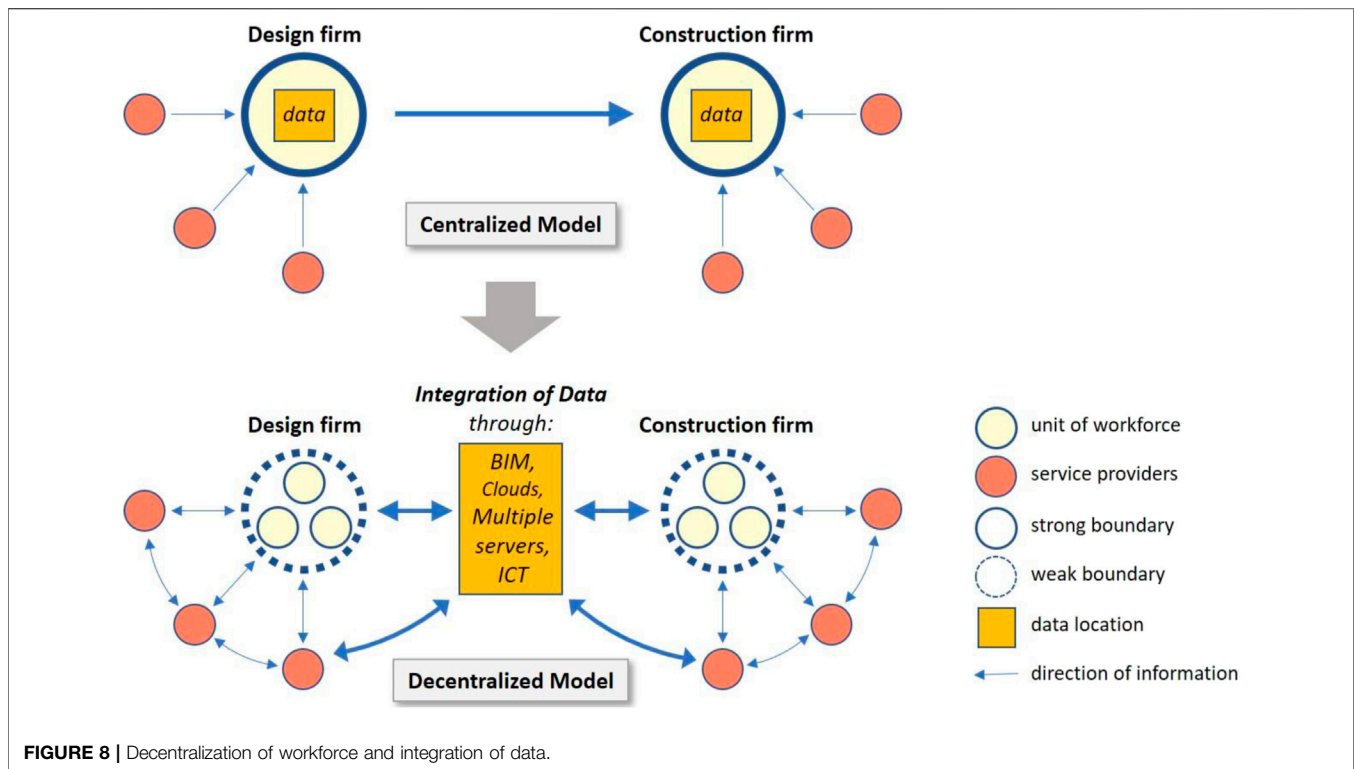 Design firm
Construction firm
data
data
Centralized Model
Integration of Data
through:
Design firm
Construction firm
BIM,
Clouds,
Multiple
servers,
ICT
Decentralized Model
unit of workforce
service providers
strong boundary
weak boundary
data location
direction of information
FIGURE 8 | Decentralization of workforce and integration of data.